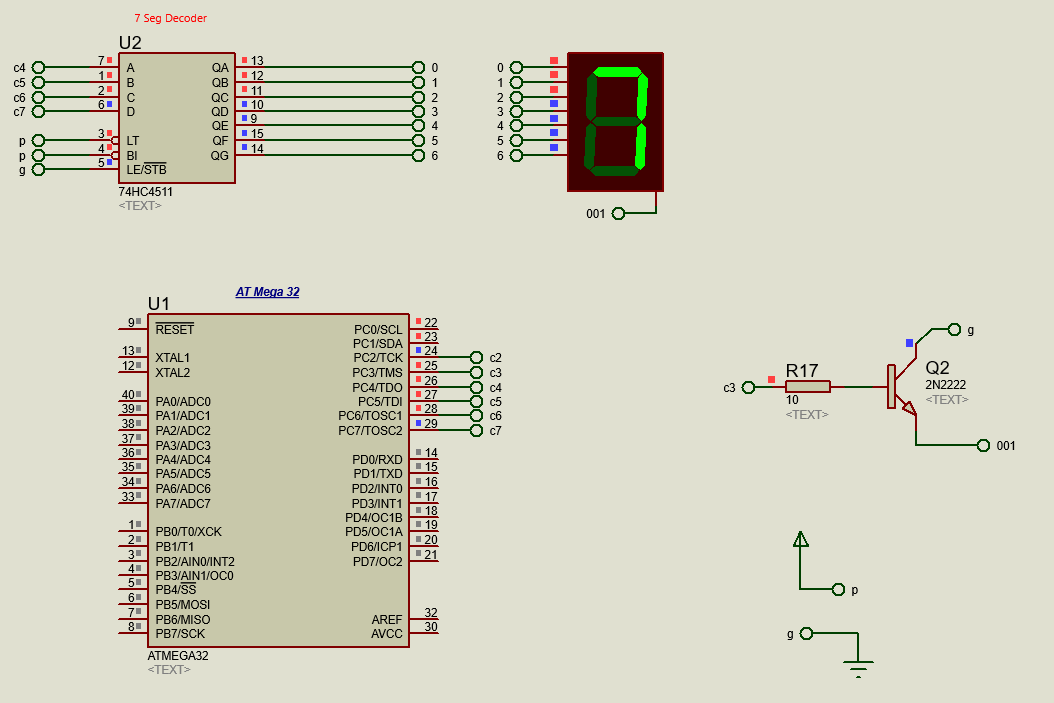 7 Seg Decoder
U2
c4 7 A QA 13 0
c5 1 B QB 12 1
c6 2 C QC 11 2
c7 6 D QD 10 3
QE 9 4
p 3 LT QF 15 5
p 4 BI QG 14 6
g 5 LE/STB
74HC4511
<TEXT>
0
1
2
3
4
5
6
001
AT Mega 32
U1
9 RESET PC0/SCL 22
PC1/SDA 23
13 XTAL1 PC2/TCK 24 c2
12 XTAL2 PC3/TMS 25 c3
PC4/TDO 26 c4
40 PA0/ADC0 PC5/TDI 27 c5
39 PA1/ADC1 PC6/TOSC1 28 c6
38 PA2/ADC2 PC7/TOSC2 29 c7
37 PA3/ADC3
36 PA4/ADC4 PD0/RXD 14
35 PA5/ADC5 PD1/TXD 15
34 PA6/ADC6 PD2/INT0 16
33 PA7/ADC7 PD3/INT1 17
PD4/OC1B 18
1 PB0/T0/XCK PD5/OC1A 19
2 PB1/T1 PD6/ICP1 20
3 PB2/AIN0/INT2 PD7/OC2 21
4 PB3/AIN1/OC0
5 PB4/SS
6 PB5/MOSI
7 PB6/MISO AREF 32
8 PB7/SCK AVCC 30
ATMEGA32
<TEXT>
g
R17
Q2
2N2222
c3
10
<TEXT>
<TEXT>
001
p
g